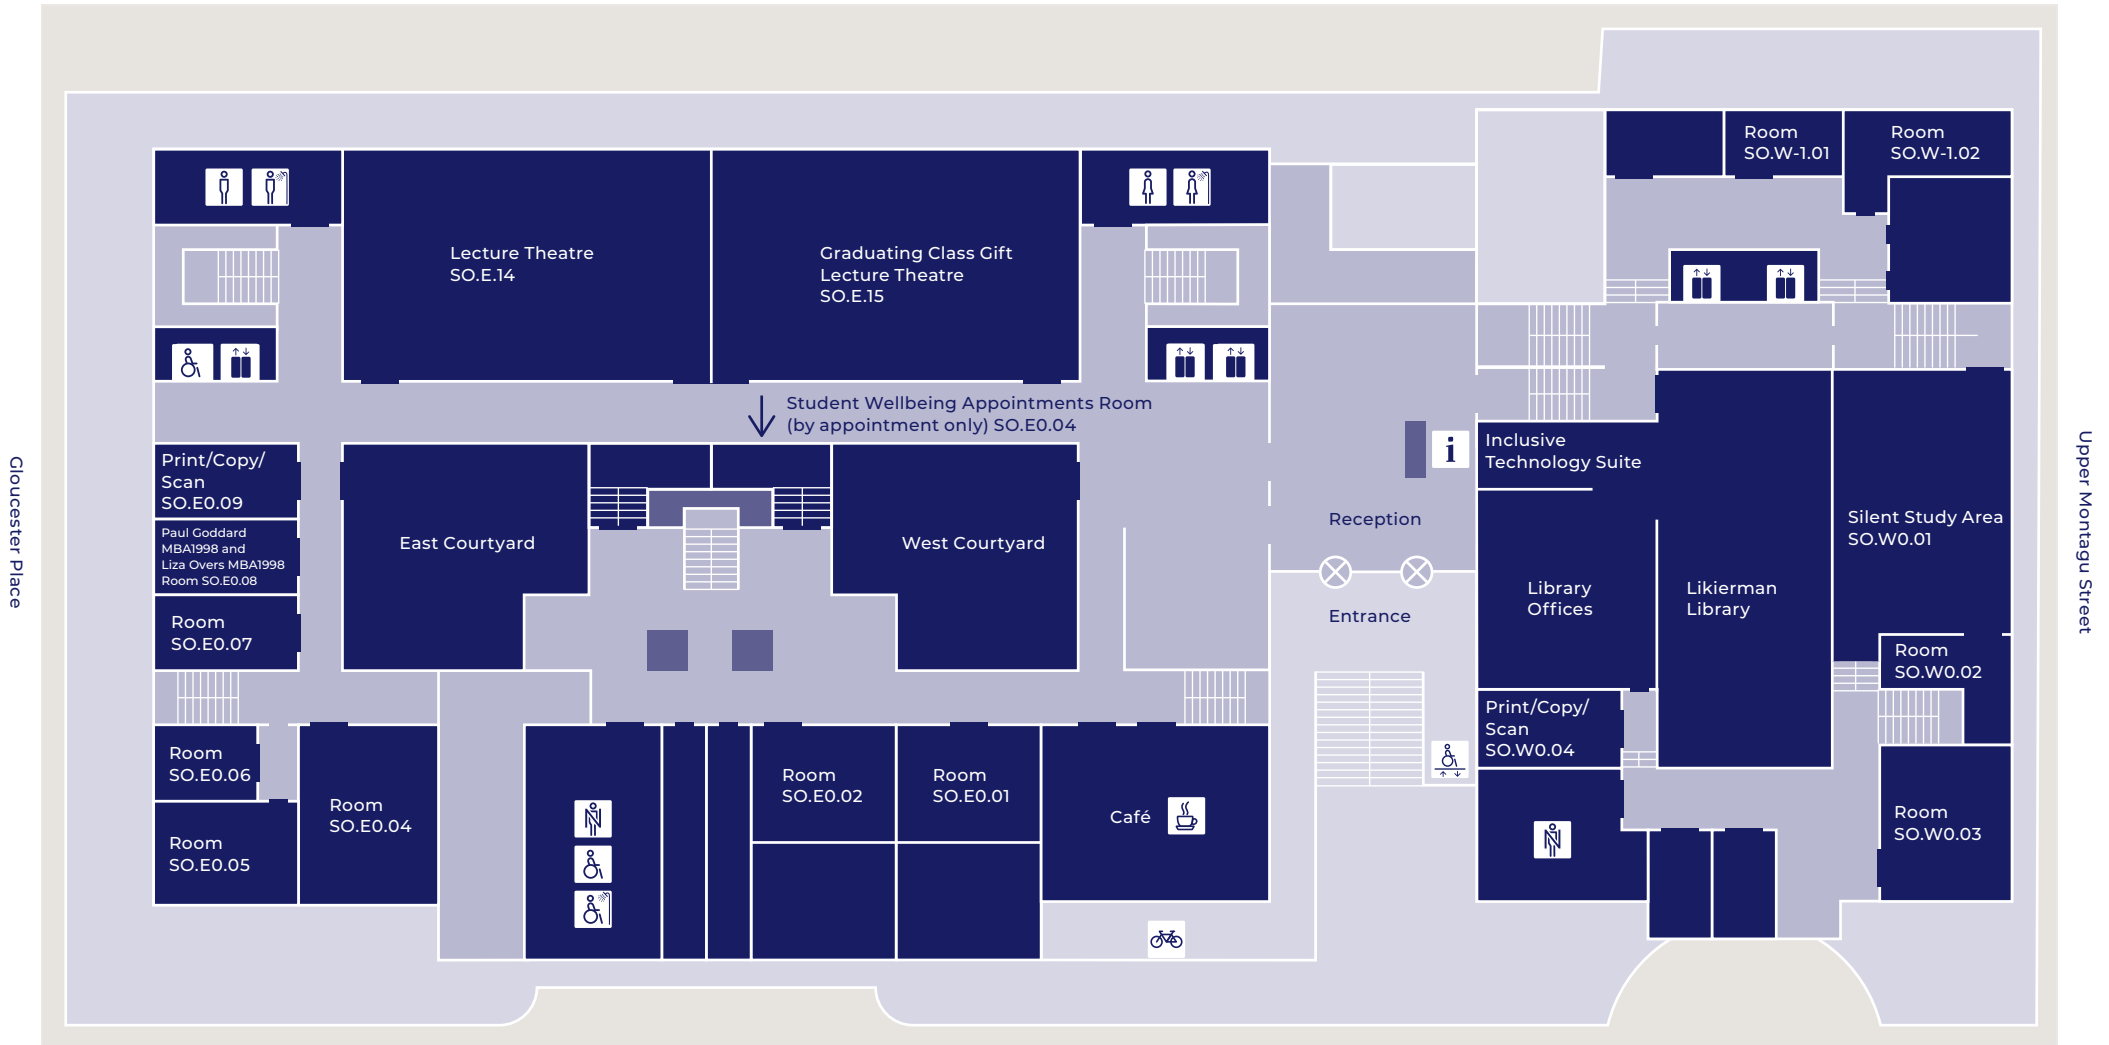 Room
SO.W-1.01
Room
SO.W-1.02
Lecture Theatre
SO.E.14
Graduating Class Gift
Lecture Theatre
SO.E.15
Student Wellbeing Appointments Room
(by appointment only) SO.E0.04
Print/Copy/
Scan
SO.E0.09
Paul Goddard
MBA1998 and
Liza Overs MBA1998
Room SO.E0.08
Room
SO.E0.07
East Courtyard
West Courtyard
i
Reception
Entrance
Inclusive
Technology Suite
Library
Offices
Likierman
Library
Silent Study Area
SO.W0.01
Room
SO.W0.02
Print/Copy/
Scan
SO.W0.04
Room
SO.W0.03
Room
SO.E0.06
Room
SO.E0.05
Room
SO.E0.04
Room
SO.E0.02
Room
SO.E0.01
Café
Gloucester Place
Upper Montagu Street